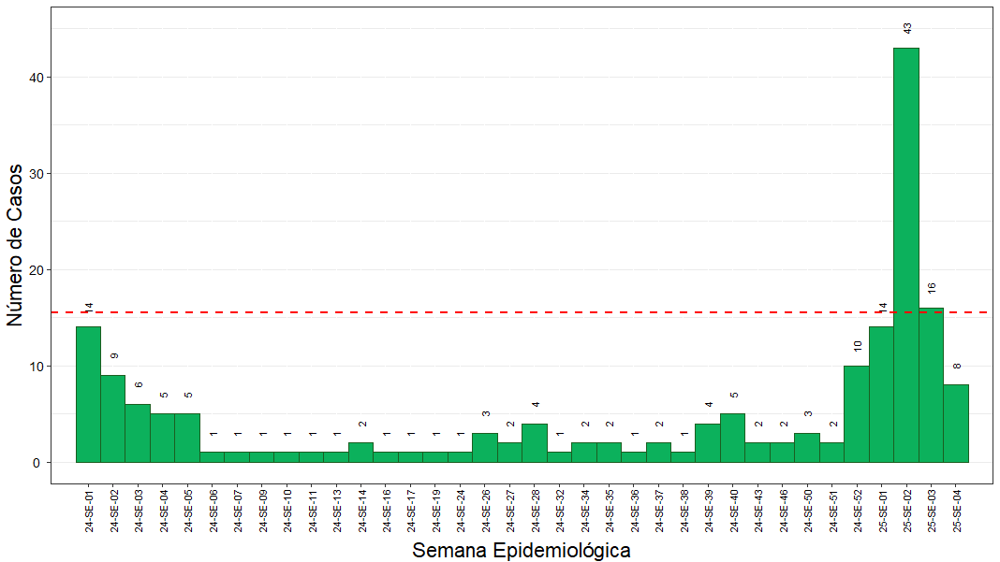 Número de Casos
40
30
20
10
0
14
9
6
5
5
1
1
1
1
1
1
2
1
1
1
1
3
2
4
1
2
2
1
2
1
4
5
2
2
3
2
10
14
43
16
8
24-SE-01
24-SE-02
24-SE-03
24-SE-04
24-SE-05
24-SE-06
24-SE-07
24-SE-09
24-SE-10
24-SE-11
24-SE-13
24-SE-14
24-SE-16
24-SE-17
24-SE-19
24-SE-24
24-SE-26
24-SE-27
24-SE-28
24-SE-32
24-SE-34
24-SE-35
24-SE-36
24-SE-37
24-SE-38
24-SE-39
24-SE-40
24-SE-43
24-SE-46
24-SE-50
24-SE-51
24-SE-52
25-SE-01
25-SE-02
25-SE-03
25-SE-04
Semana Epidemiológica